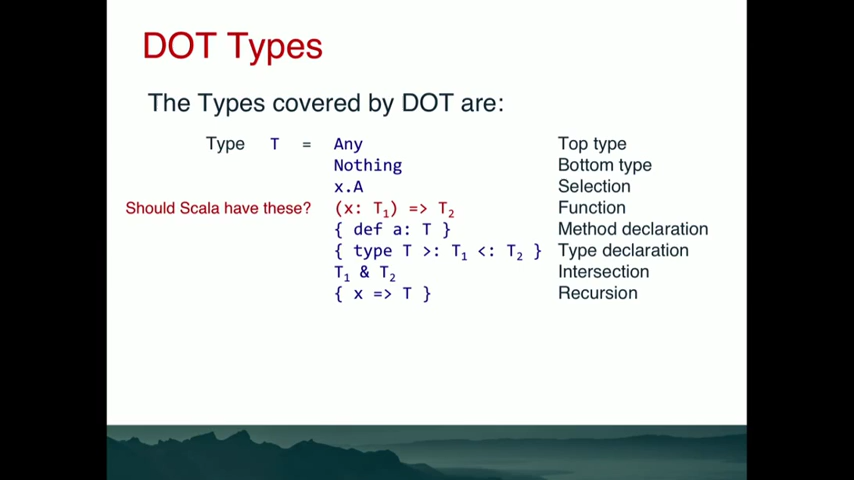 DOT Types
The Types covered by DOT are:
Type T = Any Top type
Nothing Bottom type
x.A Selection
Should Scala have these? (x: T₁) => T₂ Function
{ def a: T } Method declaration
{ type T >: T₁ <: T₂ } Type declaration
T₁ & T₂ Intersection
{ x => T } Recursion